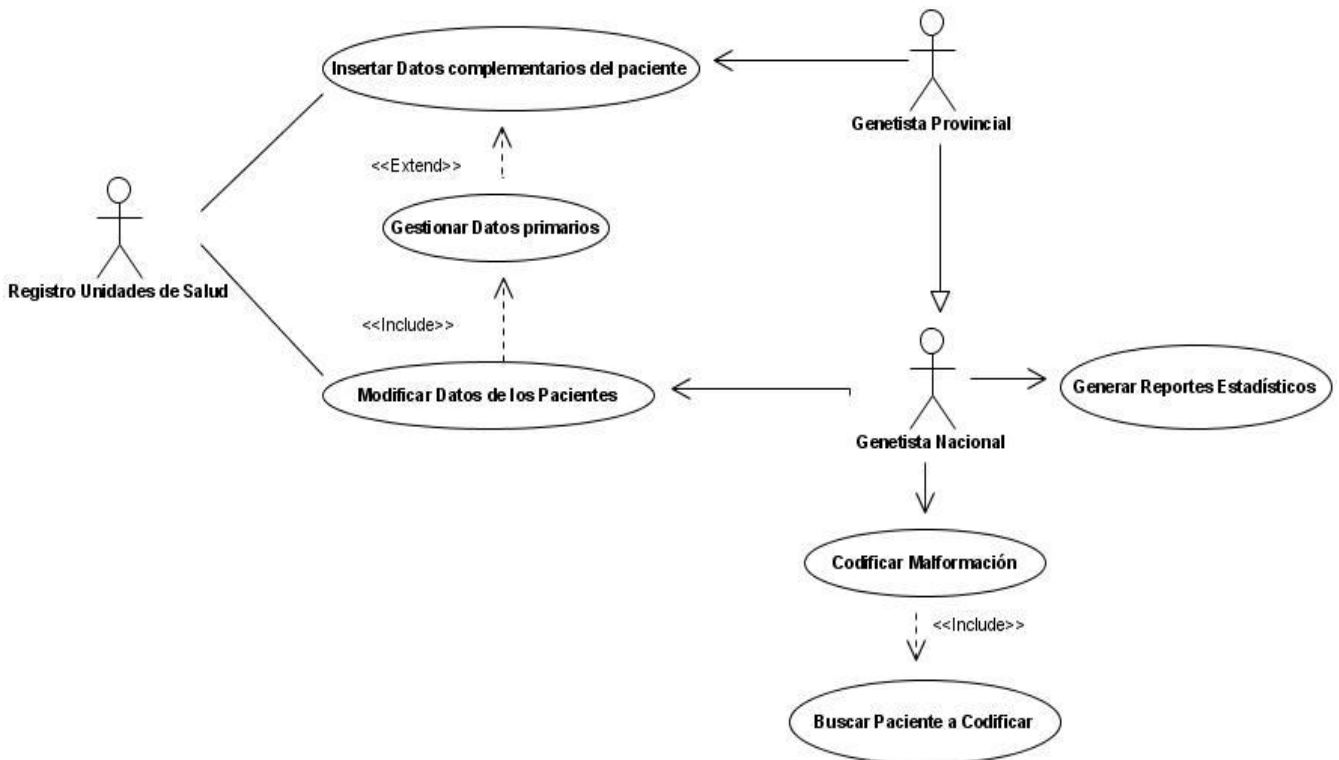 Insertar Datos complementarios del paciente
Genetista Provincial
<<Extend>>
Gestionar Datos primarios
Registro Unidades de Salud
<<Include>>
Modificar Datos de los Pacientes
Generar Reportes Estadísticos
Genetista Nacional
Codificar Malformación
<<Include>>
Buscar Paciente a Codificar